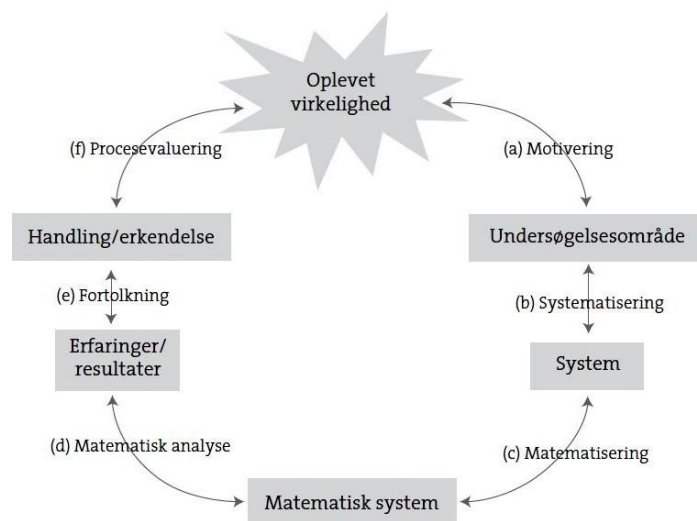 Oplevet
virkelighed
(f) Procesevaluering
(a) Motivering
Handling/erkendelse
Undersøgelsesområde
(e) Fortolkning
(b) Systematisering
Erfaringer/
resultater
System
(d) Matematisk analyse
(c) Matematisering
Matematisk system